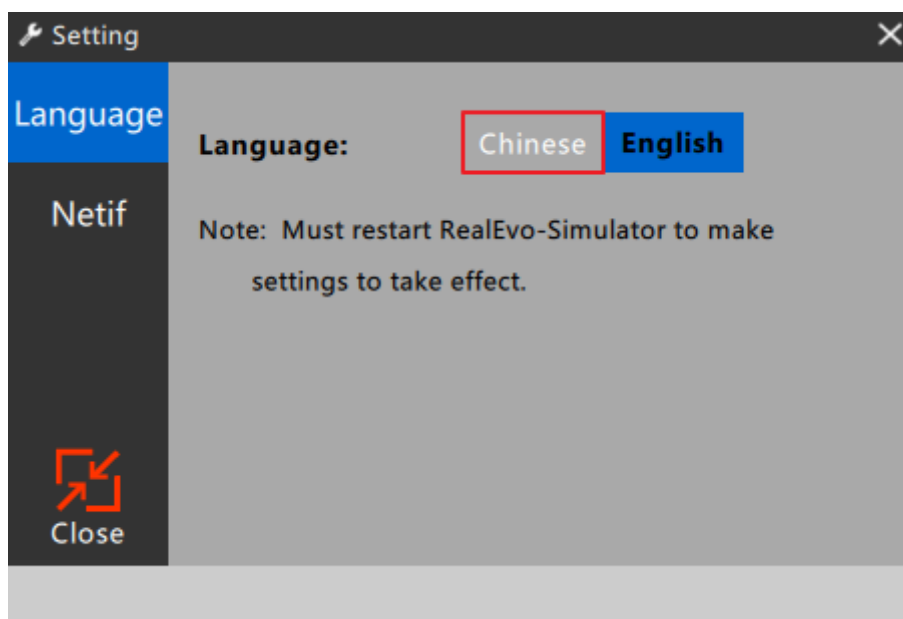 Setting
Language
Language: Chinese English
Netif
Note: Must restart RealEvo-Simulator to make
settings to take effect.
Close